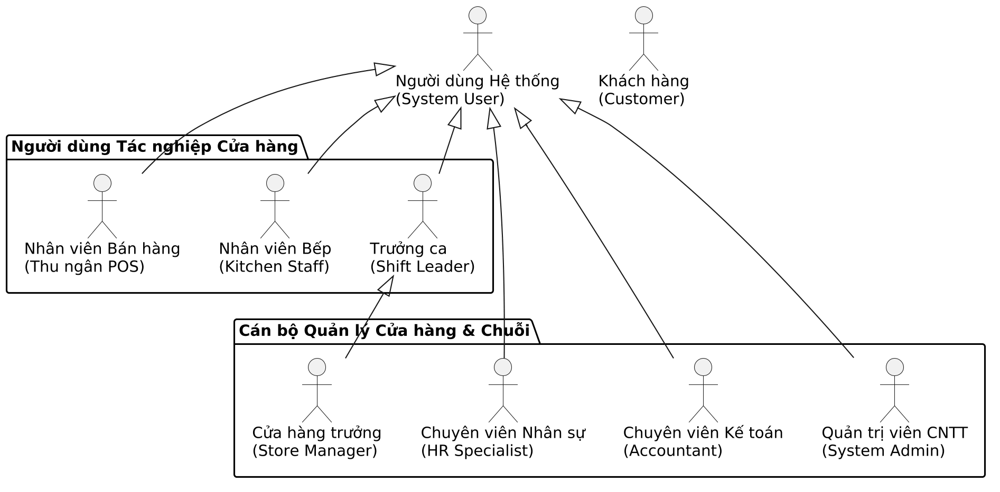 Người dùng Hệ thống
(System User)
Khách hàng
(Customer)
Người dùng Tác nghiệp Cửa hàng
Nhân viên Bán hàng
(Thu ngân POS)
Nhân viên Bếp
(Kitchen Staff)
Trưởng ca
(Shift Leader)
Cán bộ Quản lý Cửa hàng & Chuỗi
Cửa hàng trưởng
(Store Manager)
Chuyên viên Nhân sự
(HR Specialist)
Chuyên viên Kế toán
(Accountant)
Quản trị viên CNTT
(System Admin)